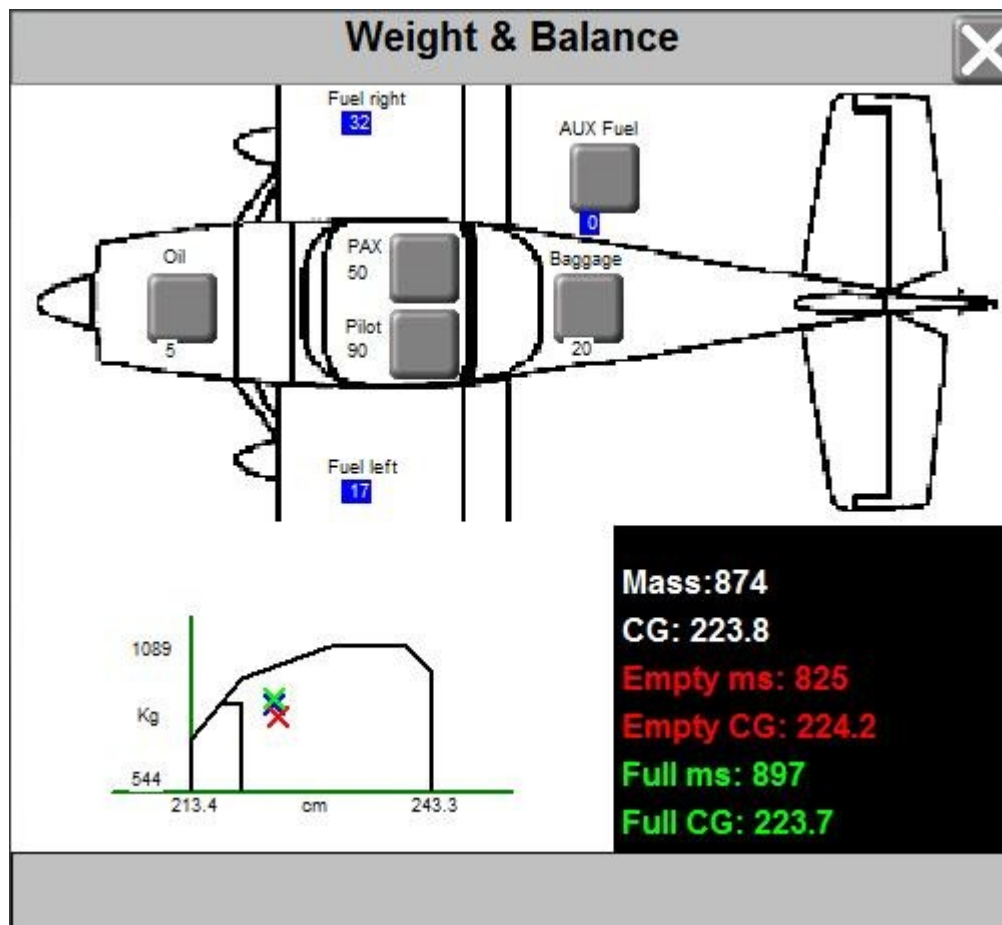 Weight & Balance
Fuel right
32
AUX Fuel
0
Oil
5
PAX
50
Pilot
90
Baggage
20
Fuel left
17
1089
Kg
544
213.4
cm
243.3
Mass:874
CG: 223.8
Empty ms: 825
Empty CG: 224.2
Full ms: 897
Full CG: 223.7